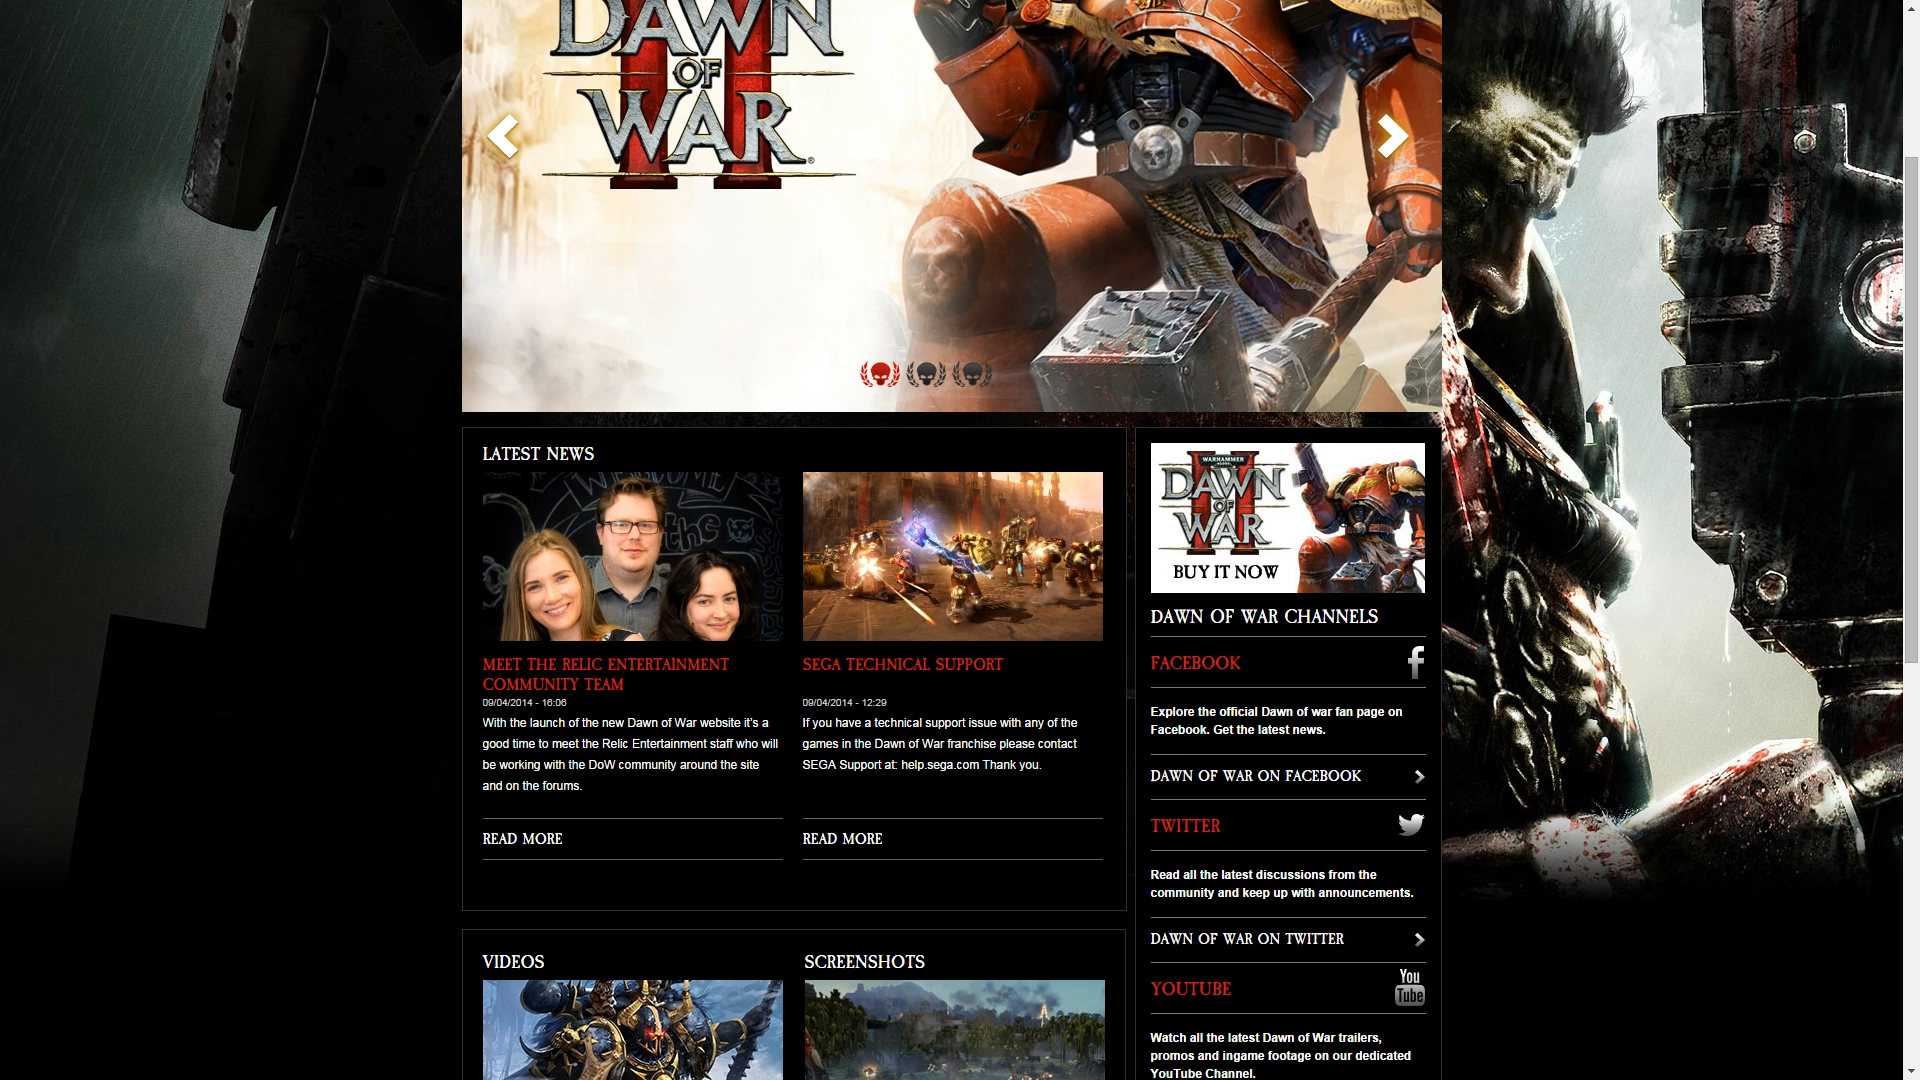 DAWN
OF
WAR
®
LATEST NEWS
WELCOME
MEET THE RELIC ENTERTAINMENT
COMMUNITY TEAM
09/04/2014 - 16:06
With the launch of the new Dawn of War website it's a
good time to meet the Relic Entertainment staff who will
be working with the DoW community around the site
and on the forums.
READ MORE
SEGA TECHNICAL SUPPORT
09/04/2014 - 12:29
If you have a technical support issue with any of the
games in the Dawn of War franchise please contact
SEGA Support at: help.sega.com Thank you.
READ MORE
VIDEOS
SCREENSHOTS
WARHAMMER
DAWN
OF
WAR
BUY IT NOW
DAWN OF WAR CHANNELS
FACEBOOK
Explore the official Dawn of war fan page on
Facebook. Get the latest news.
DAWN OF WAR ON FACEBOOK
TWITTER
Read all the latest discussions from the
community and keep up with announcements.
DAWN OF WAR ON TWITTER
YOUTUBE
You
Tube
Watch all the latest Dawn of War trailers,
promos and ingame footage on our dedicated
YouTube Channel.